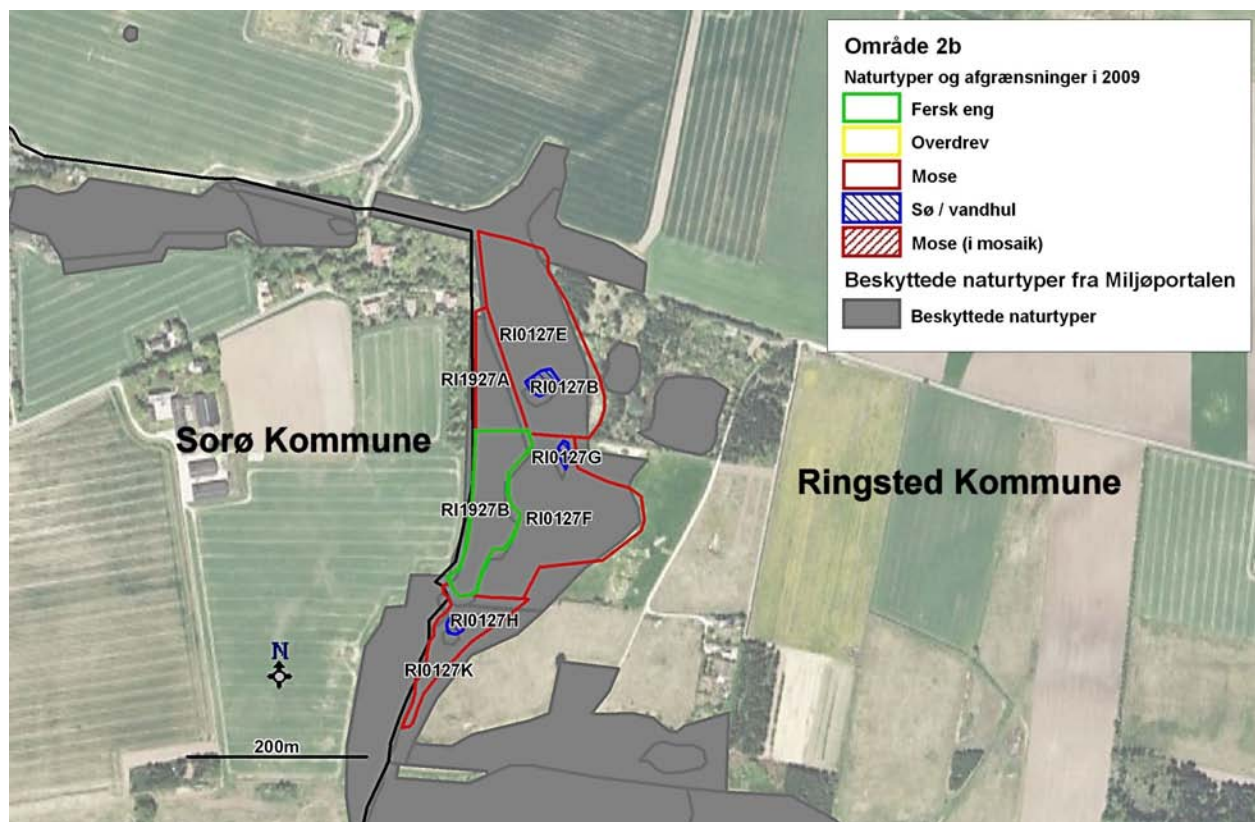 Område 2b
Naturtyper og afgrænsninger i 2009
Fersk eng
Overdrev
Mose
Sø / vandhul
Mose (i mosaik)
Beskyttede naturtyper fra Miljøportalen
Beskyttede naturtyper
RI0127E
RI1927A
RI0127B
Sorø Kommune
RI0127G
Ringsted Kommune
RI1927B
RI0127F
RI0127H
N
RI0127K
200m